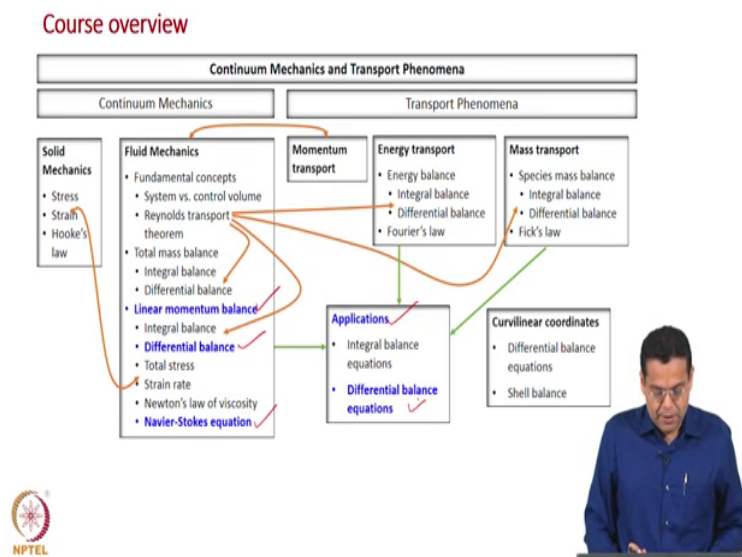 Course overview
Continuum Mechanics and Transport Phenomena
Continuum Mechanics
Transport Phenomena
Solid
Mechanics
• Stress
• Strain
• Hooke's
law
Fluid Mechanics
• Fundamental concepts
• System vs. control volume
• Reynolds transport
theorem
• Total mass balance
• Integral balance
• Differential balance
• Linear momentum balance
• Integral balance
• Differential balance
• Total stress
• Strain rate
• Newton's law of viscosity
• Navier-Stokes equation
Momentum
transport
Energy transport
• Energy balance
• Integral balance
• Differential balance
• Fourier's law
Mass transport
• Species mass balance
• Integral balance
• Differential balance
• Fick's law
Applications
• Integral balance
equations
• Differential balance
equations
Curvilinear coordinates
• Differential balance
equations
• Shell balance
NPTEL